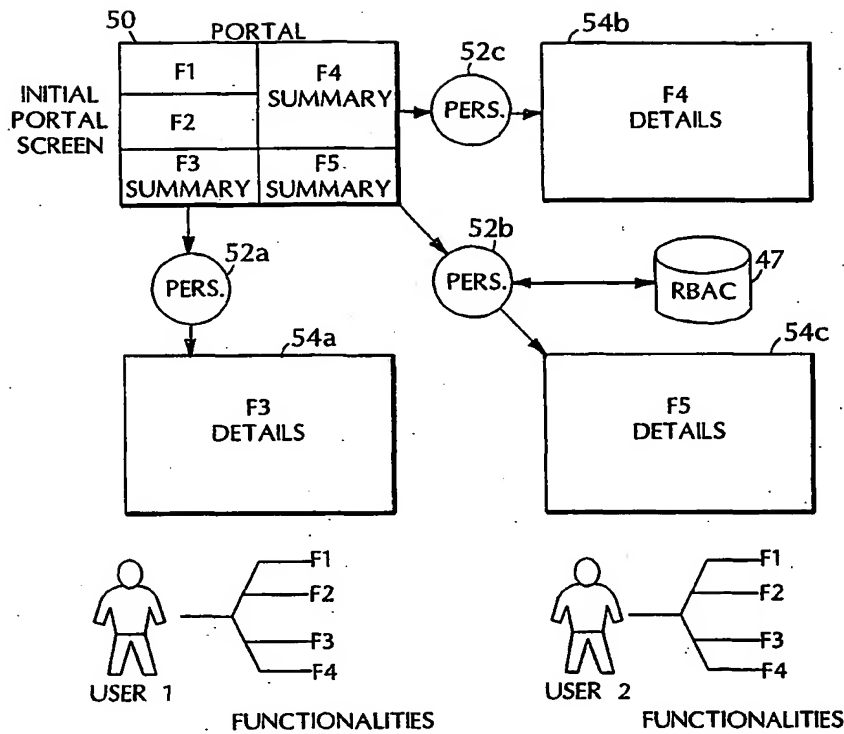 50
PORTAL
INITIAL
PORTAL
SCREEN
F1
F2
F3
SUMMARY
F4
SUMMARY
F5
SUMMARY
52c
PERS.
54b
F4
DETAILS
52a
PERS.
52b
PERS.
47
RBAC
54a
F3
DETAILS
54c
F5
DETAILS
USER 1
F1
F2
F3
F4
FUNCTIONALITIES
USER 2
F1
F2
F3
F4
FUNCTIONALITIES